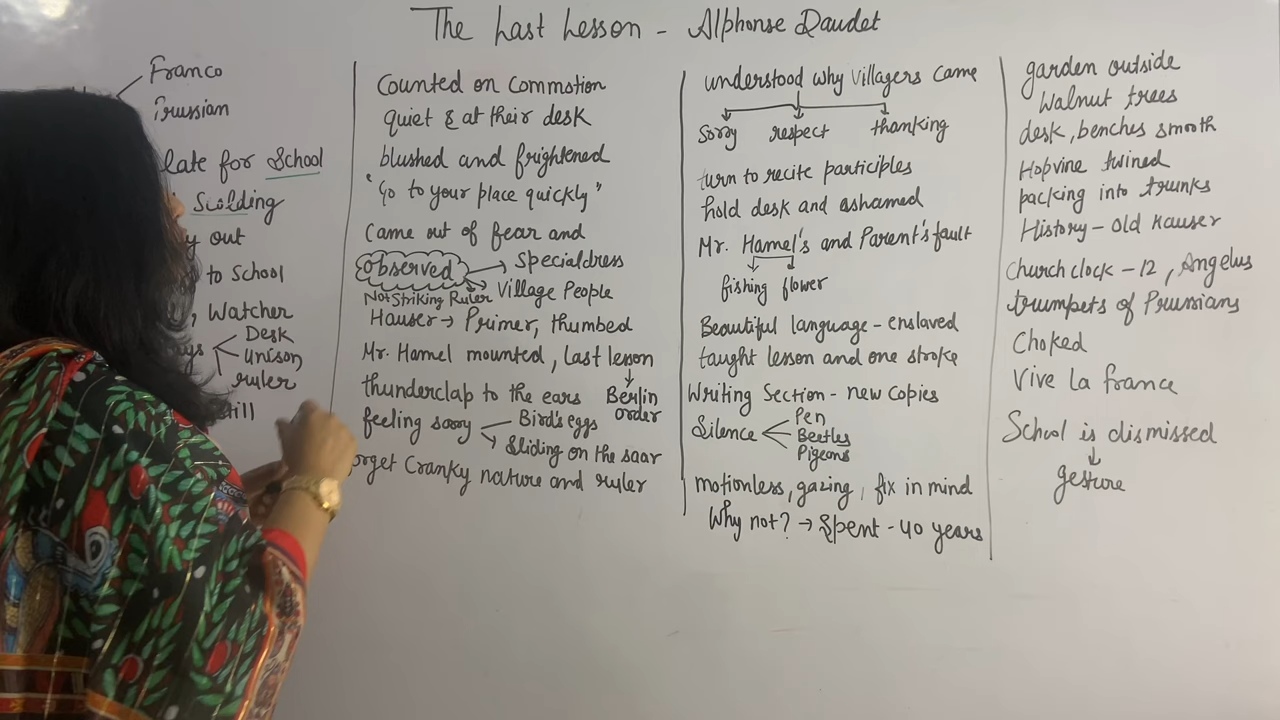 The Last Lesson - Alphonse Daudet
Franco
Prussian
late for School
Scolding
out
to School
Watcher
Desk
unison,
ruler
still
Counted on Commotion
quiet & at their desk
blushed and frightened
"Go to your place quickly"
Came out of fear and
Observed → Specialdress
Not Striking Ruler Village People
Hauser → Primer, thumbed
Mr. Hamel mounted, last lesson
thunderclap to the ears Berlin
order
feeling sorry Bird's eggs
Sliding on the saar
orget Cranky nature and ruler
understood why Villagers Came
Sorry respect thanking
turn to recite participles
hold desk and ashamed
Mr. Hamel's and Parent's fault
fishing flower
Beautiful language - enslaved
taught lesson and one stroke
Writing Section - new Copies
Silence Pen
Beetles
Pigeons
motionless, gazing, fix in mind
Why not? → Spent - 40 years
garden outside
Walnut trees
desk, benches smooth
Hopvine twined
packing into trunks
History - Old Hauser
Church clock - 12, Angelus
trumpets of Prussians
Choked
Vive la france
School is dismissed
gesture